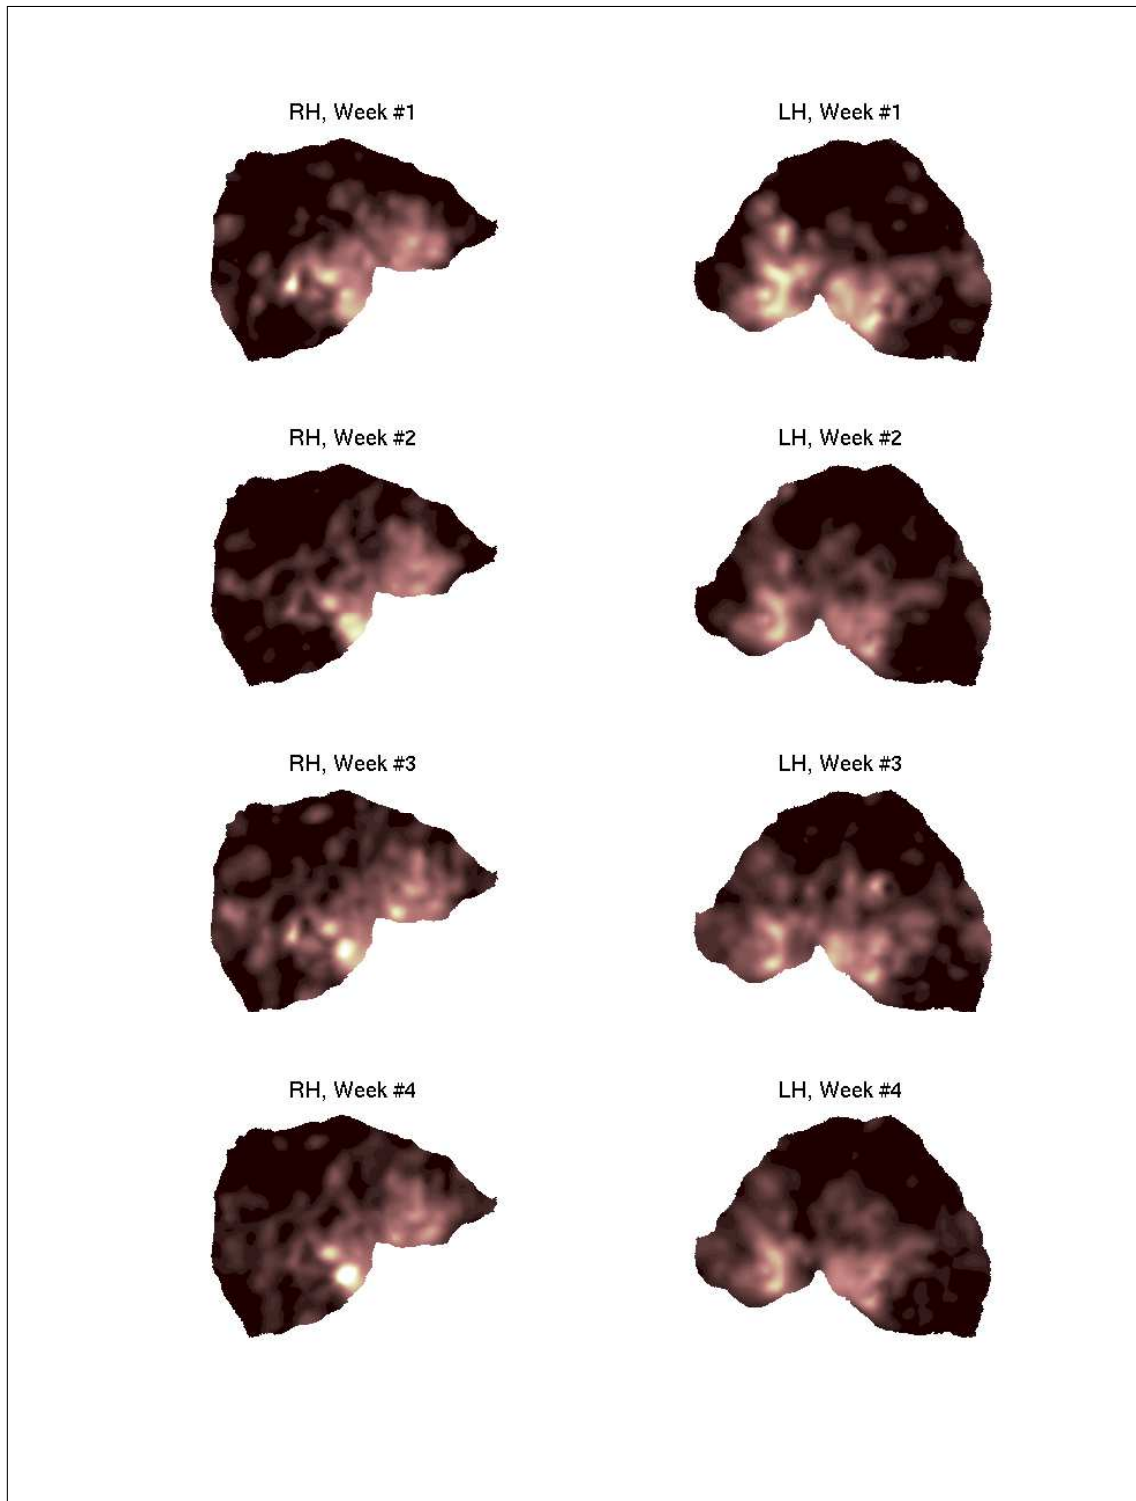 RH, Week #1
LH, Week #1
RH, Week #2
LH, Week #2
RH, Week #3
LH, Week #3
RH, Week #4
LH, Week #4